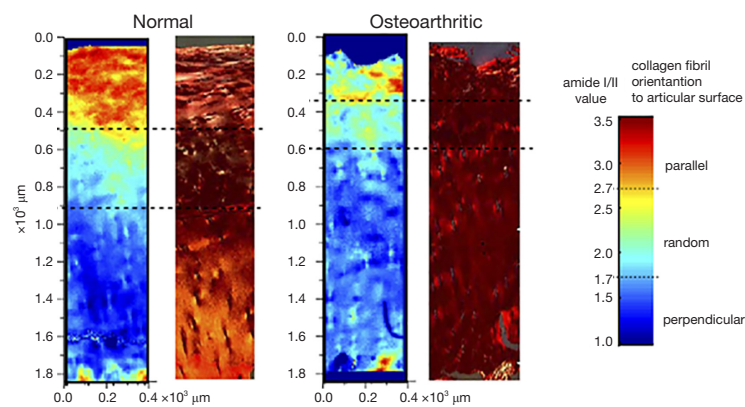 Normal
Osteoarthritic
0.0
0.2
0.4
0.6
0.8
1.0
1.2
1.4
1.6
1.8
×10³ μm
0.0
0.2
0.4 ×10³ μm
0.0
0.2
0.4
0.6
0.8
1.0
1.2
1.4
1.6
1.8
0.0
0.2
0.4 ×10³ μm
amide I/II
value
collagen fibril
orientantion
to articular surface
3.5
3.0
2.7
2.5
2.0
1.7
1.5
1.0
parallel
random
perpendicular